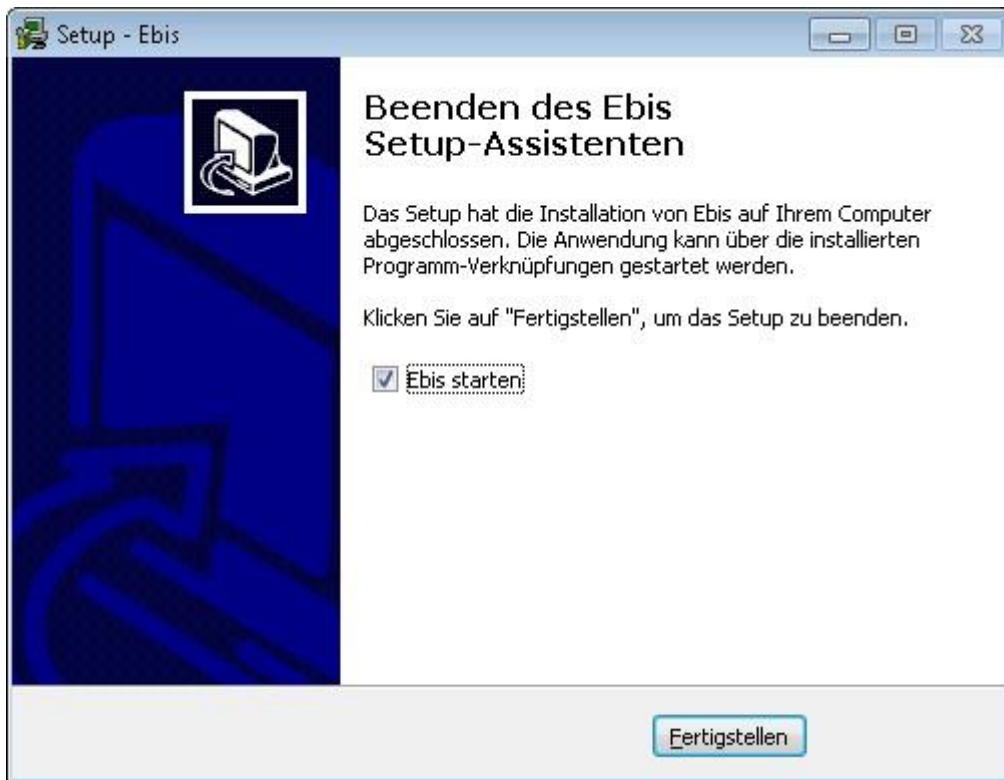 Setup - Ebis
Beenden des Ebis
Setup-Assistenten
Das Setup hat die Installation von Ebis auf Ihrem Computer
abgeschlossen. Die Anwendung kann über die installierten
Programm-Verknüpfungen gestartet werden.
Klicken Sie auf "Fertigstellen", um das Setup zu beenden.
Ebis starten
Fertigstellen